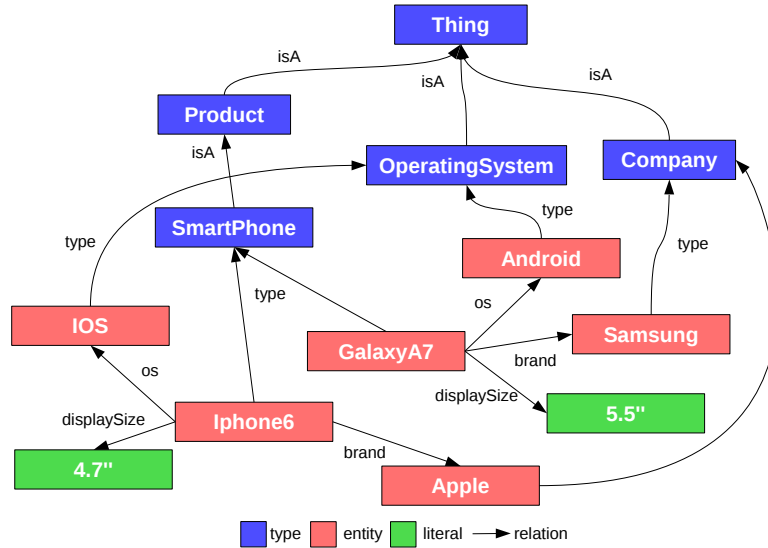 Thing
isA
isA
isA
Product
isA
OperatingSystem
Company
SmartPhone
type
type
type
Android
type
os
IOS
Samsung
GalaxyA7
brand
os
displaySize
5.5"
displaySize
Iphone6
brand
4.7"
Apple
type
entity
literal
relation